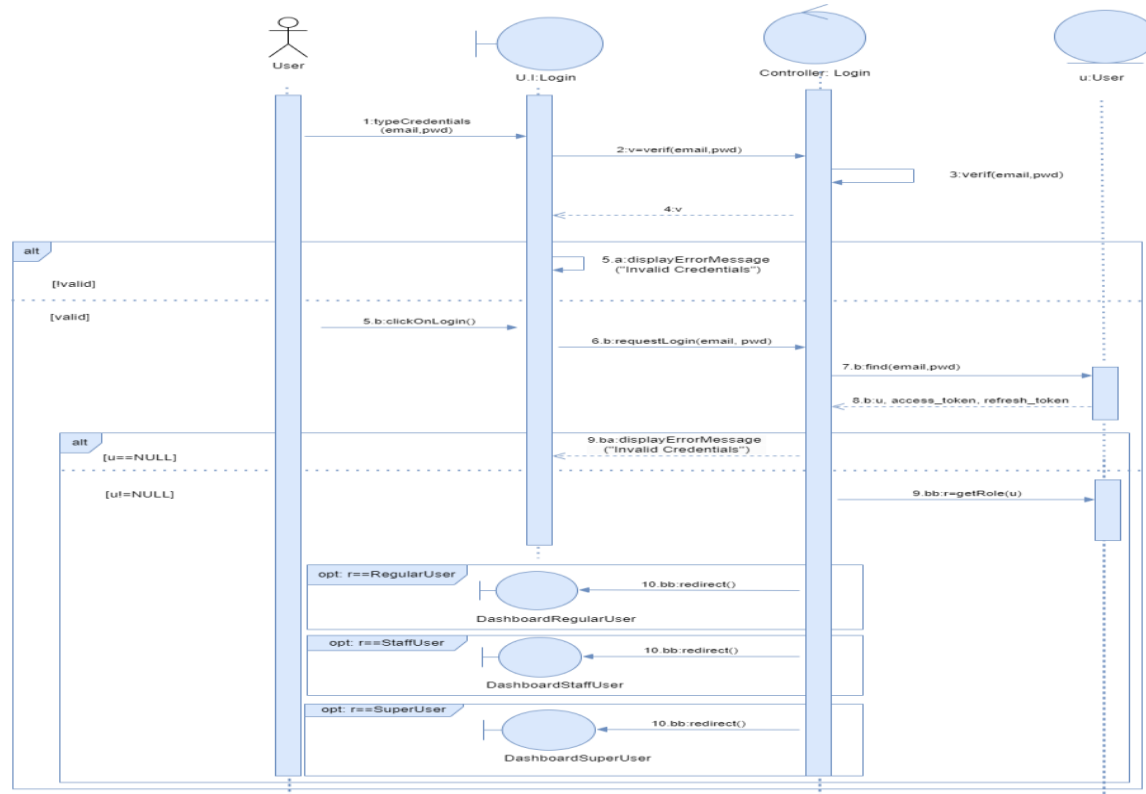 User
U.I:Login
Controller: Login
u:User
1:typeCredentials
(email,pwd)
2:v=verif(email,pwd)
3:verif(email,pwd)
4:v
alt
5.a:displayErrorMessage
("Invalid Credentials")
[!valid]
[valid]
5.b:clickOnLogin()
6.b:requestLogin(email, pwd)
7.b:find(email,pwd)
8.b:u, access_token, refresh_token
alt
9.ba:displayErrorMessage
("Invalid Credentials")
[u==NULL]
[u!=NULL]
9.bb:r=getRole(u)
opt: r==RegularUser
10.bb:redirect()
DashboardRegularUser
opt: r==StaffUser
10.bb:redirect()
DashboardStaffUser
opt: r==SuperUser
10.bb:redirect()
DashboardSuperUser